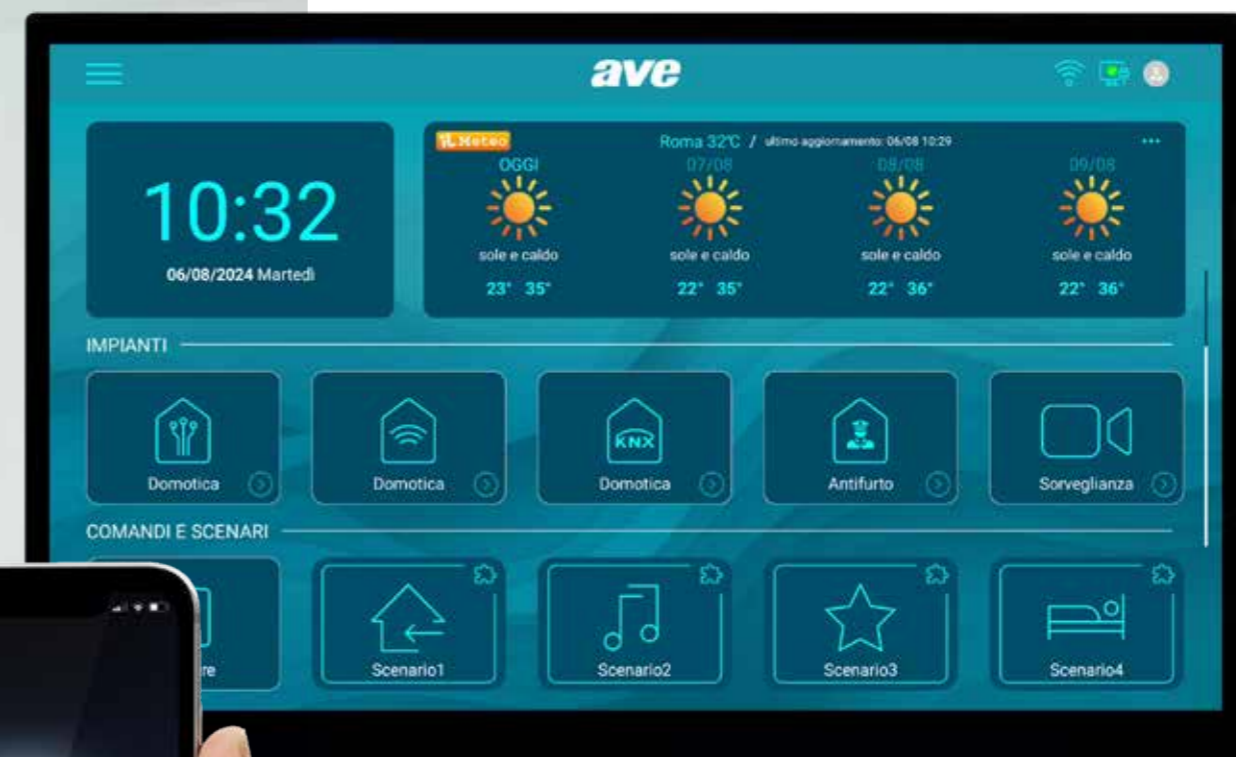 ave
iL Meteo
Roma 32°C / ultimo aggiornamento: 06/08 10:29
OGGI 07/08 08/08 09/08
10:32
06/08/2024 Martedì
sole e caldo sole e caldo sole e caldo sole e caldo
23° 35° 22° 35° 22° 36° 22° 36°
IMPIANTI
KNX
Domotica Domotica Domotica Antifurto Sorveglianza
COMANDI E SCENARI
Scenario1 Scenario2 Scenario3 Scenario4